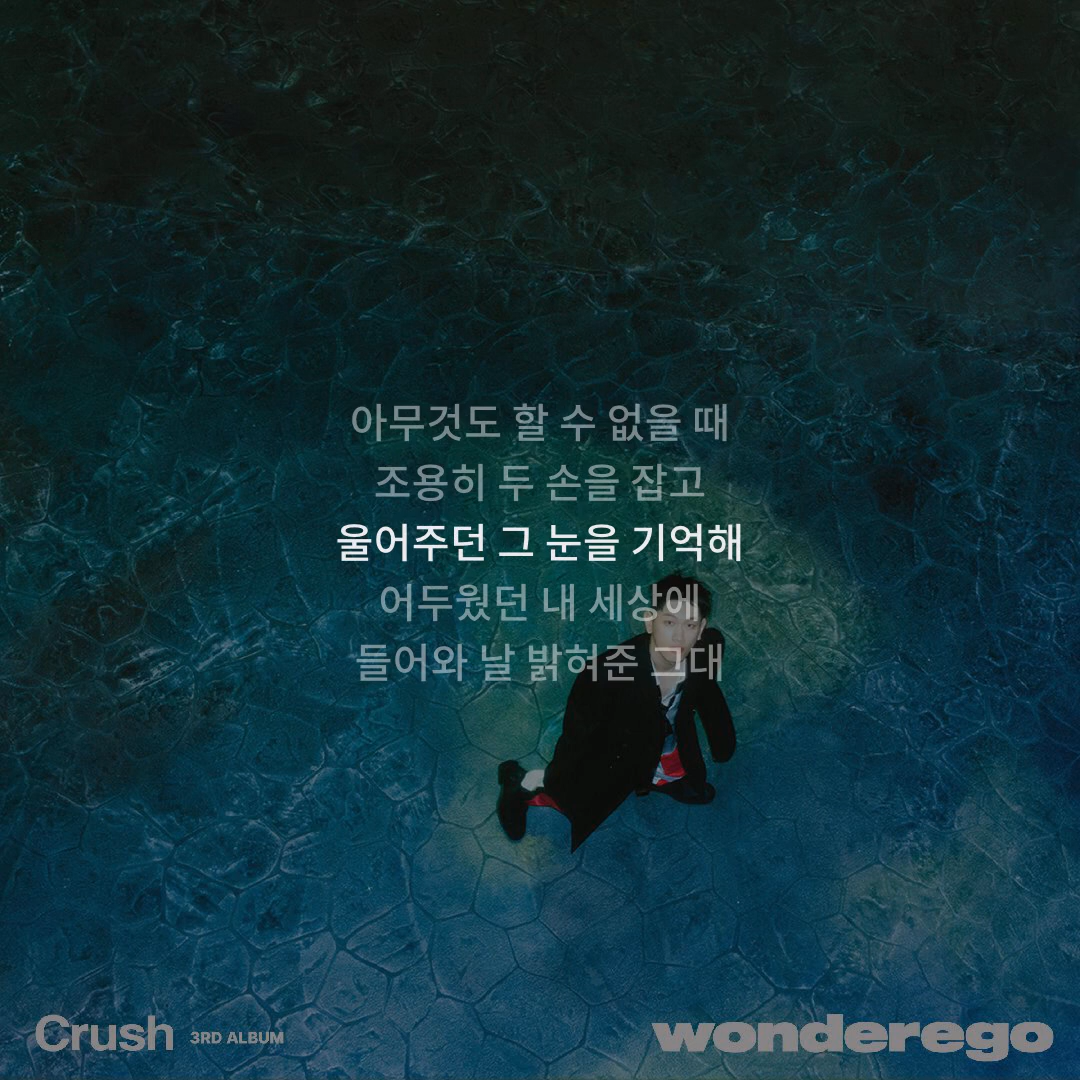 아무것도 할 수 없을 때
조용히 두 손을 잡고
울어주던 그 눈을 기억해
어두웠던 내 세상에
들어와 날 밝혀준 그대
Crush 3RD ALBUM wonderego